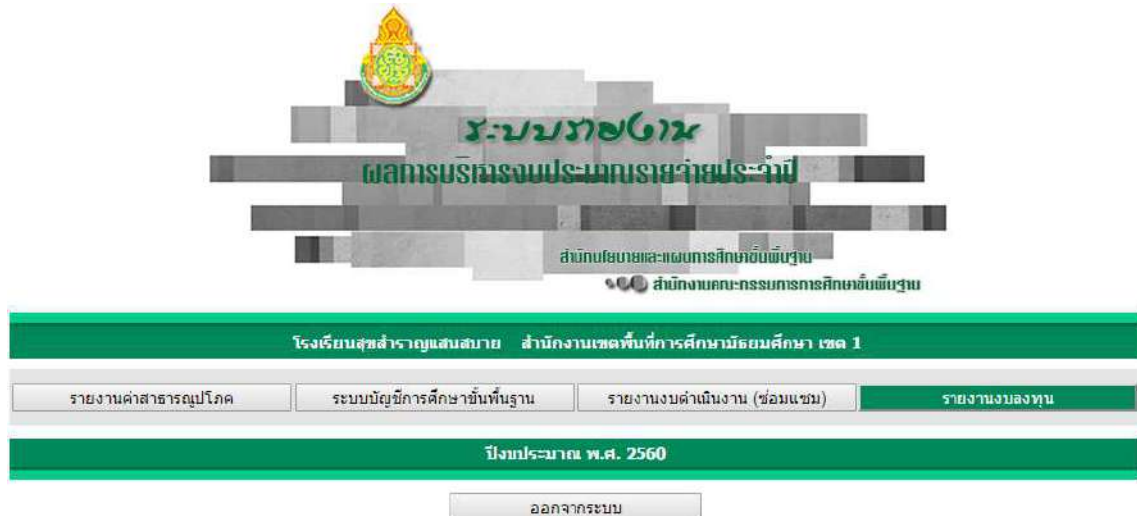 ระบบรายงาน
ผลการบริหารงบประมาณรายจ่ายประจำปี
สำนักนโยบายและแผนการศึกษาขั้นพื้นฐาน
สำนักงานคณะกรรมการการศึกษาขั้นพื้นฐาน
โรงเรียนสุขสำราญแสนสบาย สำนักงานเขตพื้นที่การศึกษามัธยมศึกษา เขต 1
รายงานค่าสาธารณูปโภค ระบบบัญชีการศึกษาขั้นพื้นฐาน รายงานงบดำเนินงาน (ซ่อมแซม) รายงานงบลงทุน
ปีงบประมาณ พ.ศ. 2560
ออกจากระบบ